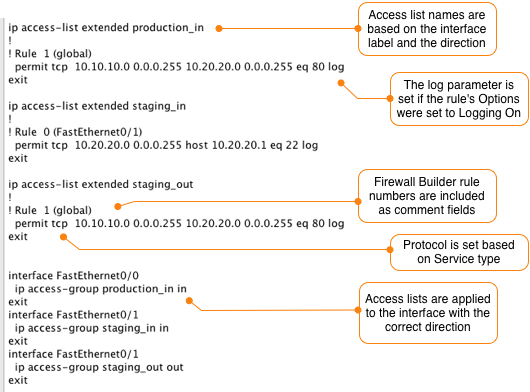 ip access-list extended production_in
!
! Rule  1 (global)
  permit tcp  10.10.10.0 0.0.0.255 10.20.20.0 0.0.0.255 eq 80 log
exit

ip access-list extended staging_in
!
! Rule  0 (FastEthernet0/1)
  permit tcp  10.20.20.0 0.0.0.255 host 10.20.20.1 eq 22 log
exit

ip access-list extended staging_out
!
! Rule  1 (global)
  permit tcp  10.10.10.0 0.0.0.255 10.20.20.0 0.0.0.255 eq 80 log
exit

interface FastEthernet0/0
  ip access-group production_in in
exit
interface FastEthernet0/1
  ip access-group staging_in in
exit
interface FastEthernet0/1
  ip access-group staging_out out
exit

Access list names are
based on the interface
label and the direction

The log parameter is
set if the rule's Options
were set to Logging On

Firewall Builder rule
numbers are included
as comment fields

Protocol is set based
on Service type

Access lists are applied
to the interface with the
correct direction